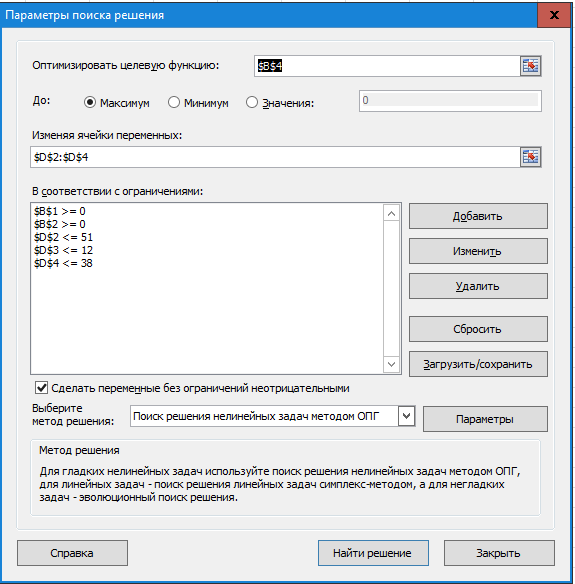 Параметры поиска решения
x
Оптимизировать целевую функцию:
$B$4
До:
Максимум
Минимум
Значения:
0
Изменяя ячейки переменных:
$D$2:$D$4
В соответствии с ограничениями:
$B$1 >= 0
$B$2 >= 0
$D$2 <= 51
$D$3 <= 12
$D$4 <= 38
Добавить
Изменить
Удалить
Сбросить
Загрузить/сохранить
Сделать переменные без ограничений неотрицательными
Выберите
метод решения:
Поиск решения нелинейных задач методом ОПГ
Параметры
Метод решения
Для гладких нелинейных задач используйте поиск решения нелинейных задач методом ОПГ,
для линейных задач - поиск решения линейных задач симплекс-методом, а для негладких
задач - эволюционный поиск решения.
Справка
Найти решение
Закрыть